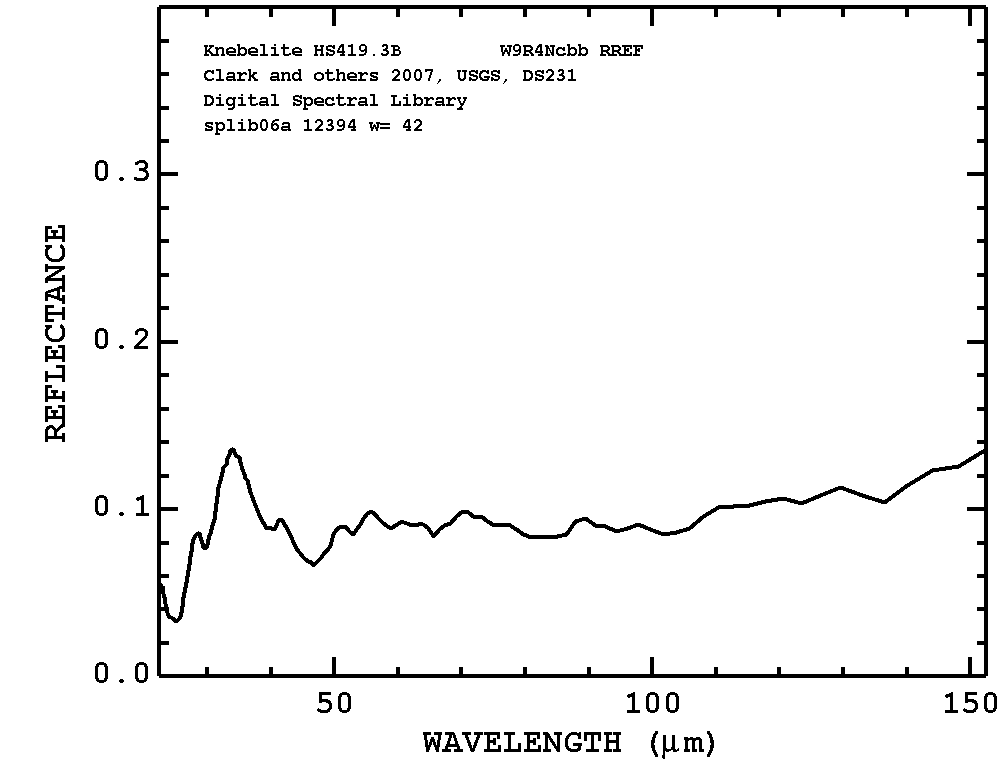 Knebelite HS419.3B W9R4Ncbb RREF
Clark and others 2007, USGS, DS231
Digital Spectral Library
splib06a 12394 w= 42
REFLECTANCE
0.3
0.2
0.1
0.0
50 100 150
WAVELENGTH (µm)